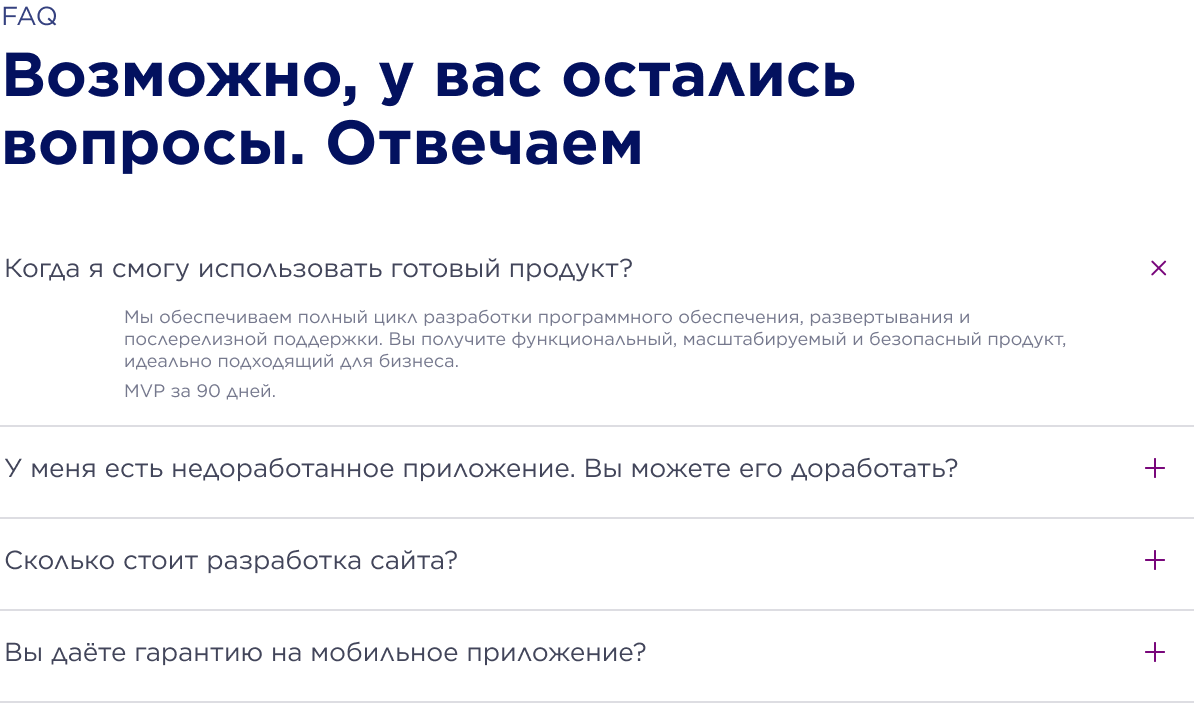 FAQ
Возможно, у вас остались
вопросы. Отвечаем
Когда я смогу использовать готовый продукт?
Мы обеспечиваем полный цикл разработки программного обеспечения, развертывания и
послерелизной поддержки. Вы получите функциональный, масштабируемый и безопасный продукт,
идеально подходящий для бизнеса.
MVP за 90 дней.
У меня есть недоработанное приложение. Вы можете его доработать?
Сколько стоит разработка сайта?
Вы даёте гарантию на мобильное приложение?